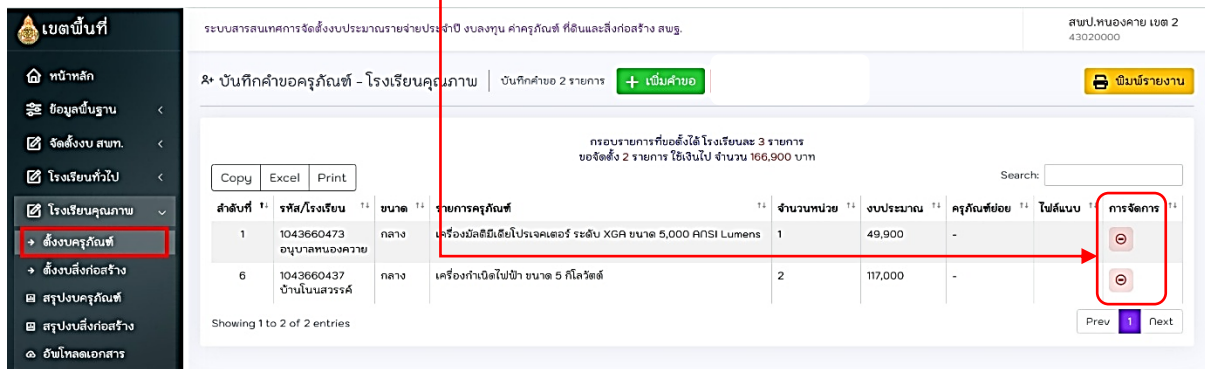 เขตพื้นที่
ระบบสารสนเทศการจัดตั้งงบประมาณรายจ่ายประจำปี งบลงทุน ค่าครุภัณฑ์ ที่ดินและสิ่งก่อสร้าง สพฐ.
สพป.หนองคาย เขต 2
43020000
หน้าหลัก
ข้อมูลพื้นฐาน
จัดตั้งงบ สพท.
โรงเรียนทั่วไป
โรงเรียนคุณภาพ
ตั้งงบครุภัณฑ์
ตั้งงบสิ่งก่อสร้าง
สรุปงบครุภัณฑ์
สรุปงบสิ่งก่อสร้าง
อัพโหลดเอกสาร
บันทึกคำขอครุภัณฑ์ - โรงเรียนคุณภาพ บันทึกคำขอ 2 รายการ + เพิ่มคำขอ พิมพ์รายงาน
กรอบรายการที่ขอตั้งได้ โรงเรียนละ 3 รายการ
ขอจัดตั้ง 2 รายการ ใช้เงินไป จำนวน 166,900 บาท
Copy Excel Print Search:
ลำดับที่ รหัส/โรงเรียน ขนาด รายการครุภัณฑ์ จำนวนหน่วย งบประมาณ ครุภัณฑ์ย่อย ไฟล์แนบ การจัดการ
1 1043660473 กลาง เครื่องมัลติมีเดียโปรเจคเตอร์ ระดับ XGA ขนาด 5,000 ANSI Lumens 1 49,900 -
อนุบาลหนองควาย
6 1043660437 กลาง เครื่องกำเนิดไฟฟ้า ขนาด 5 กิโลวัตต์ 2 117,000 -
บ้านโนนสวรรค์
Showing 1 to 2 of 2 entries Prev 1 Next